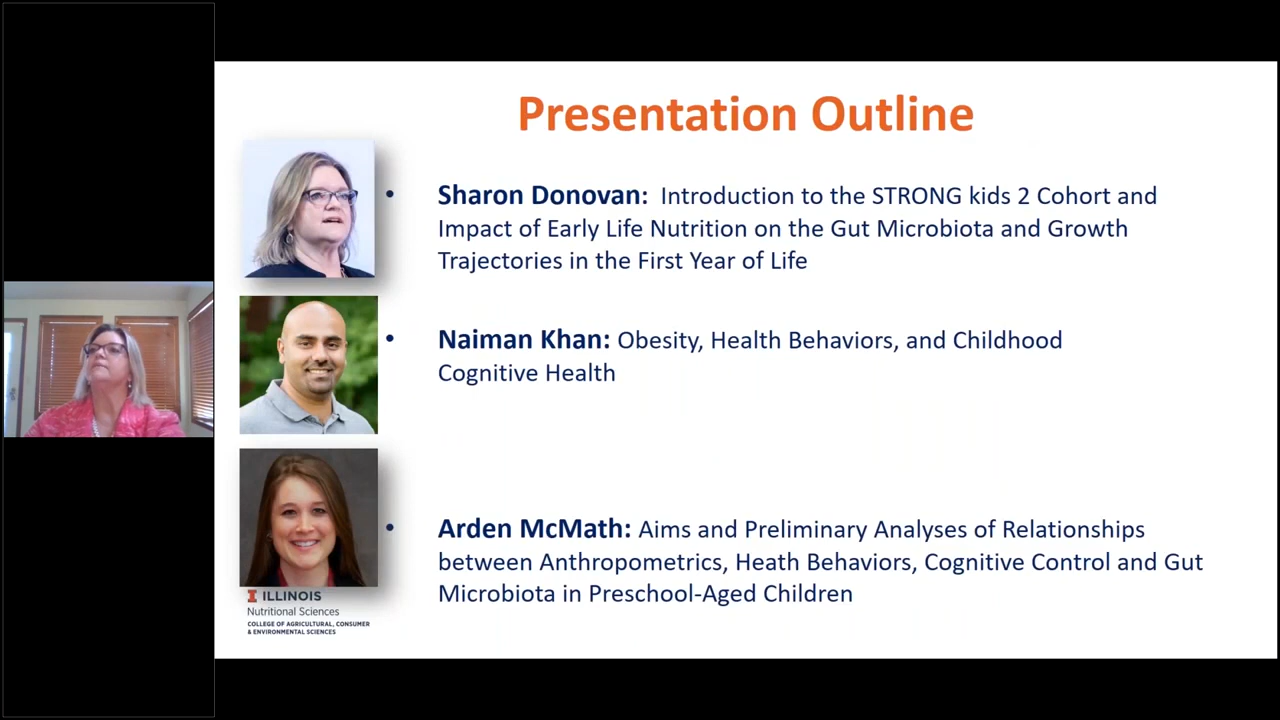 Presentation Outline
• Sharon Donovan: Introduction to the STRONG kids 2 Cohort and
Impact of Early Life Nutrition on the Gut Microbiota and Growth
Trajectories in the First Year of Life
• Naiman Khan: Obesity, Health Behaviors, and Childhood
Cognitive Health
• Arden McMath: Aims and Preliminary Analyses of Relationships
between Anthropometrics, Heath Behaviors, Cognitive Control and Gut
Microbiota in Preschool-Aged Children
I ILLINOIS
Nutritional Sciences
COLLEGE OF AGRICULTURAL, CONSUMER
& ENVIRONMENTAL SCIENCES